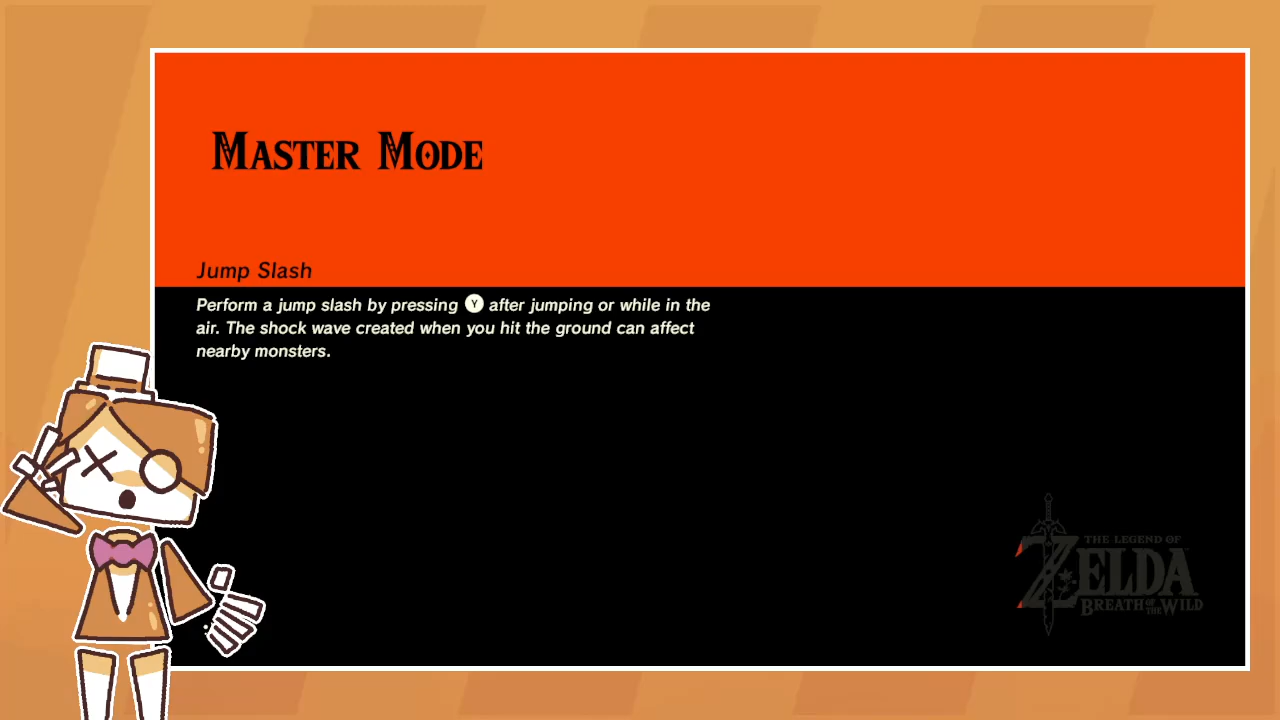 Master Mode
Jump Slash
Perform a jump slash by pressing Y after jumping or while in the
air. The shock wave created when you hit the ground can affect
nearby monsters.
THE LEGEND OF
ZELDA
BREATH OF THE WILD